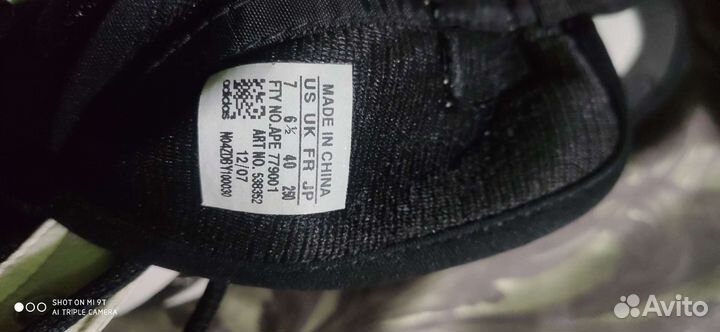 MADE IN CHINA
US UK FR JP
7 6½ 40 250
FTY NO. APE 779001
ART NO. 538352
12/07
adidas N04ZDBY100030
SHOT ON MI 9T
AI TRIPLE CAMERA
Avito